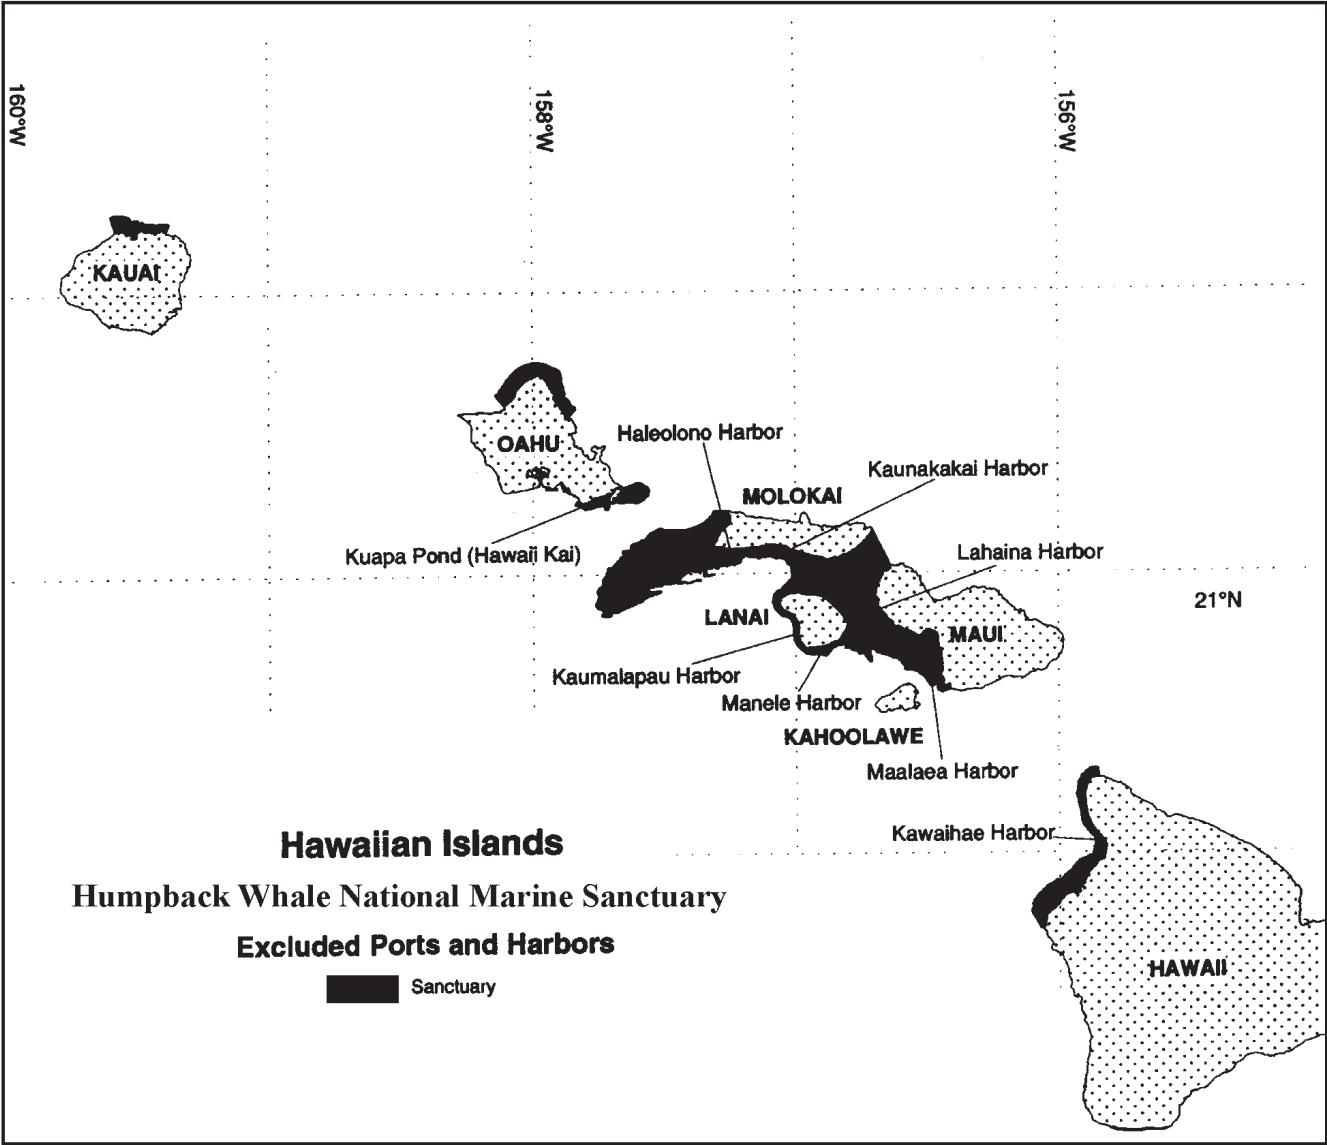 160°W
158°W
156°W
KAUAI
OAHU
Haleolono Harbor
Kaunakakai Harbor
MOLOKAI
Kuapa Pond (Hawaii Kai)
Lahaina Harbor
21°N
LANAI
MAUI
Kaumalapau Harbor
Manele Harbor
KAHOOLAWE
Maalaea Harbor
Kawaihae Harbor
Hawaiian Islands
Humpback Whale National Marine Sanctuary
Excluded Ports and Harbors
Sanctuary
HAWAII